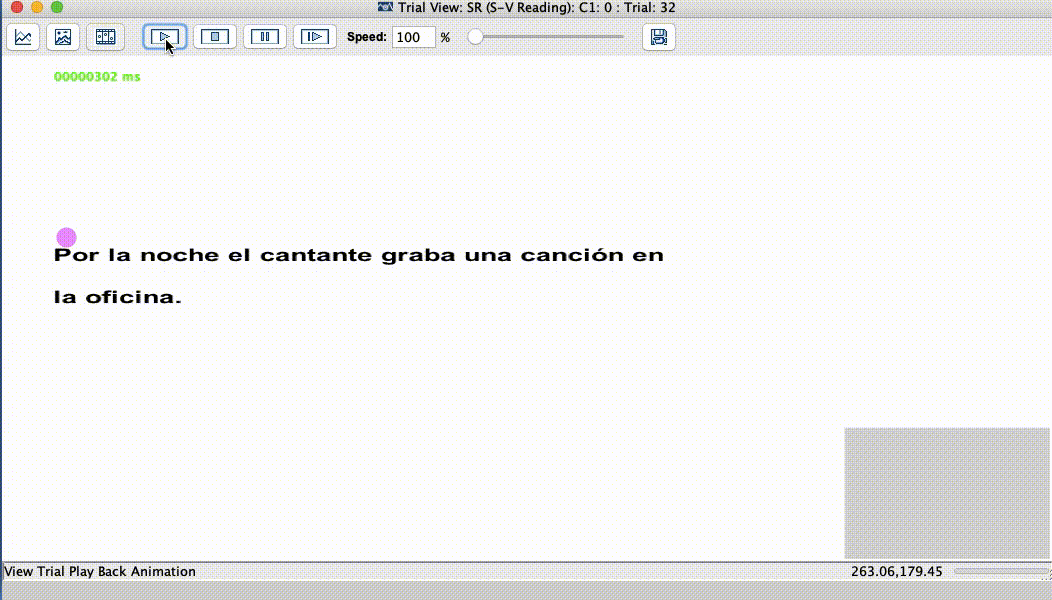 Trial View: SR (S-V Reading): C1: 0 : Trial: 32
Speed: 100 %
00000302 ms
Por la noche el cantante graba una canción en
la oficina.
View Trial Play Back Animation 263.06,179.45